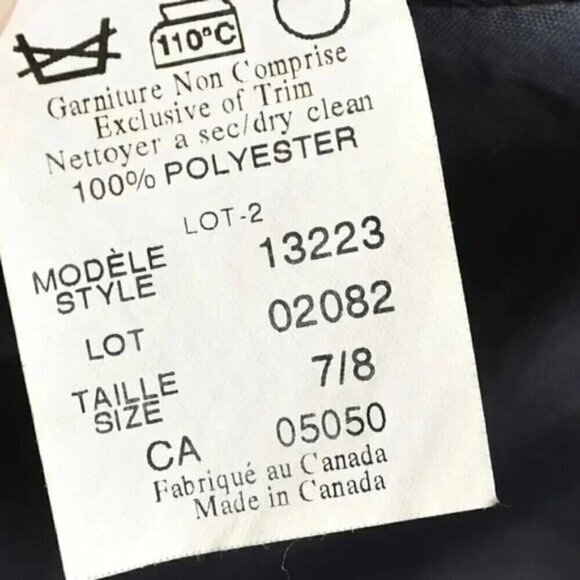 110°C
Garniture Non Comprise
Exclusive of Trim
Nettoyer a sec/dry clean
100% POLYESTER
LOT-2
MODÈLE
STYLE 13223
LOT 02082
TAILLE
SIZE 7/8
CA 05050
Fabriqué au Canada
Made in Canada